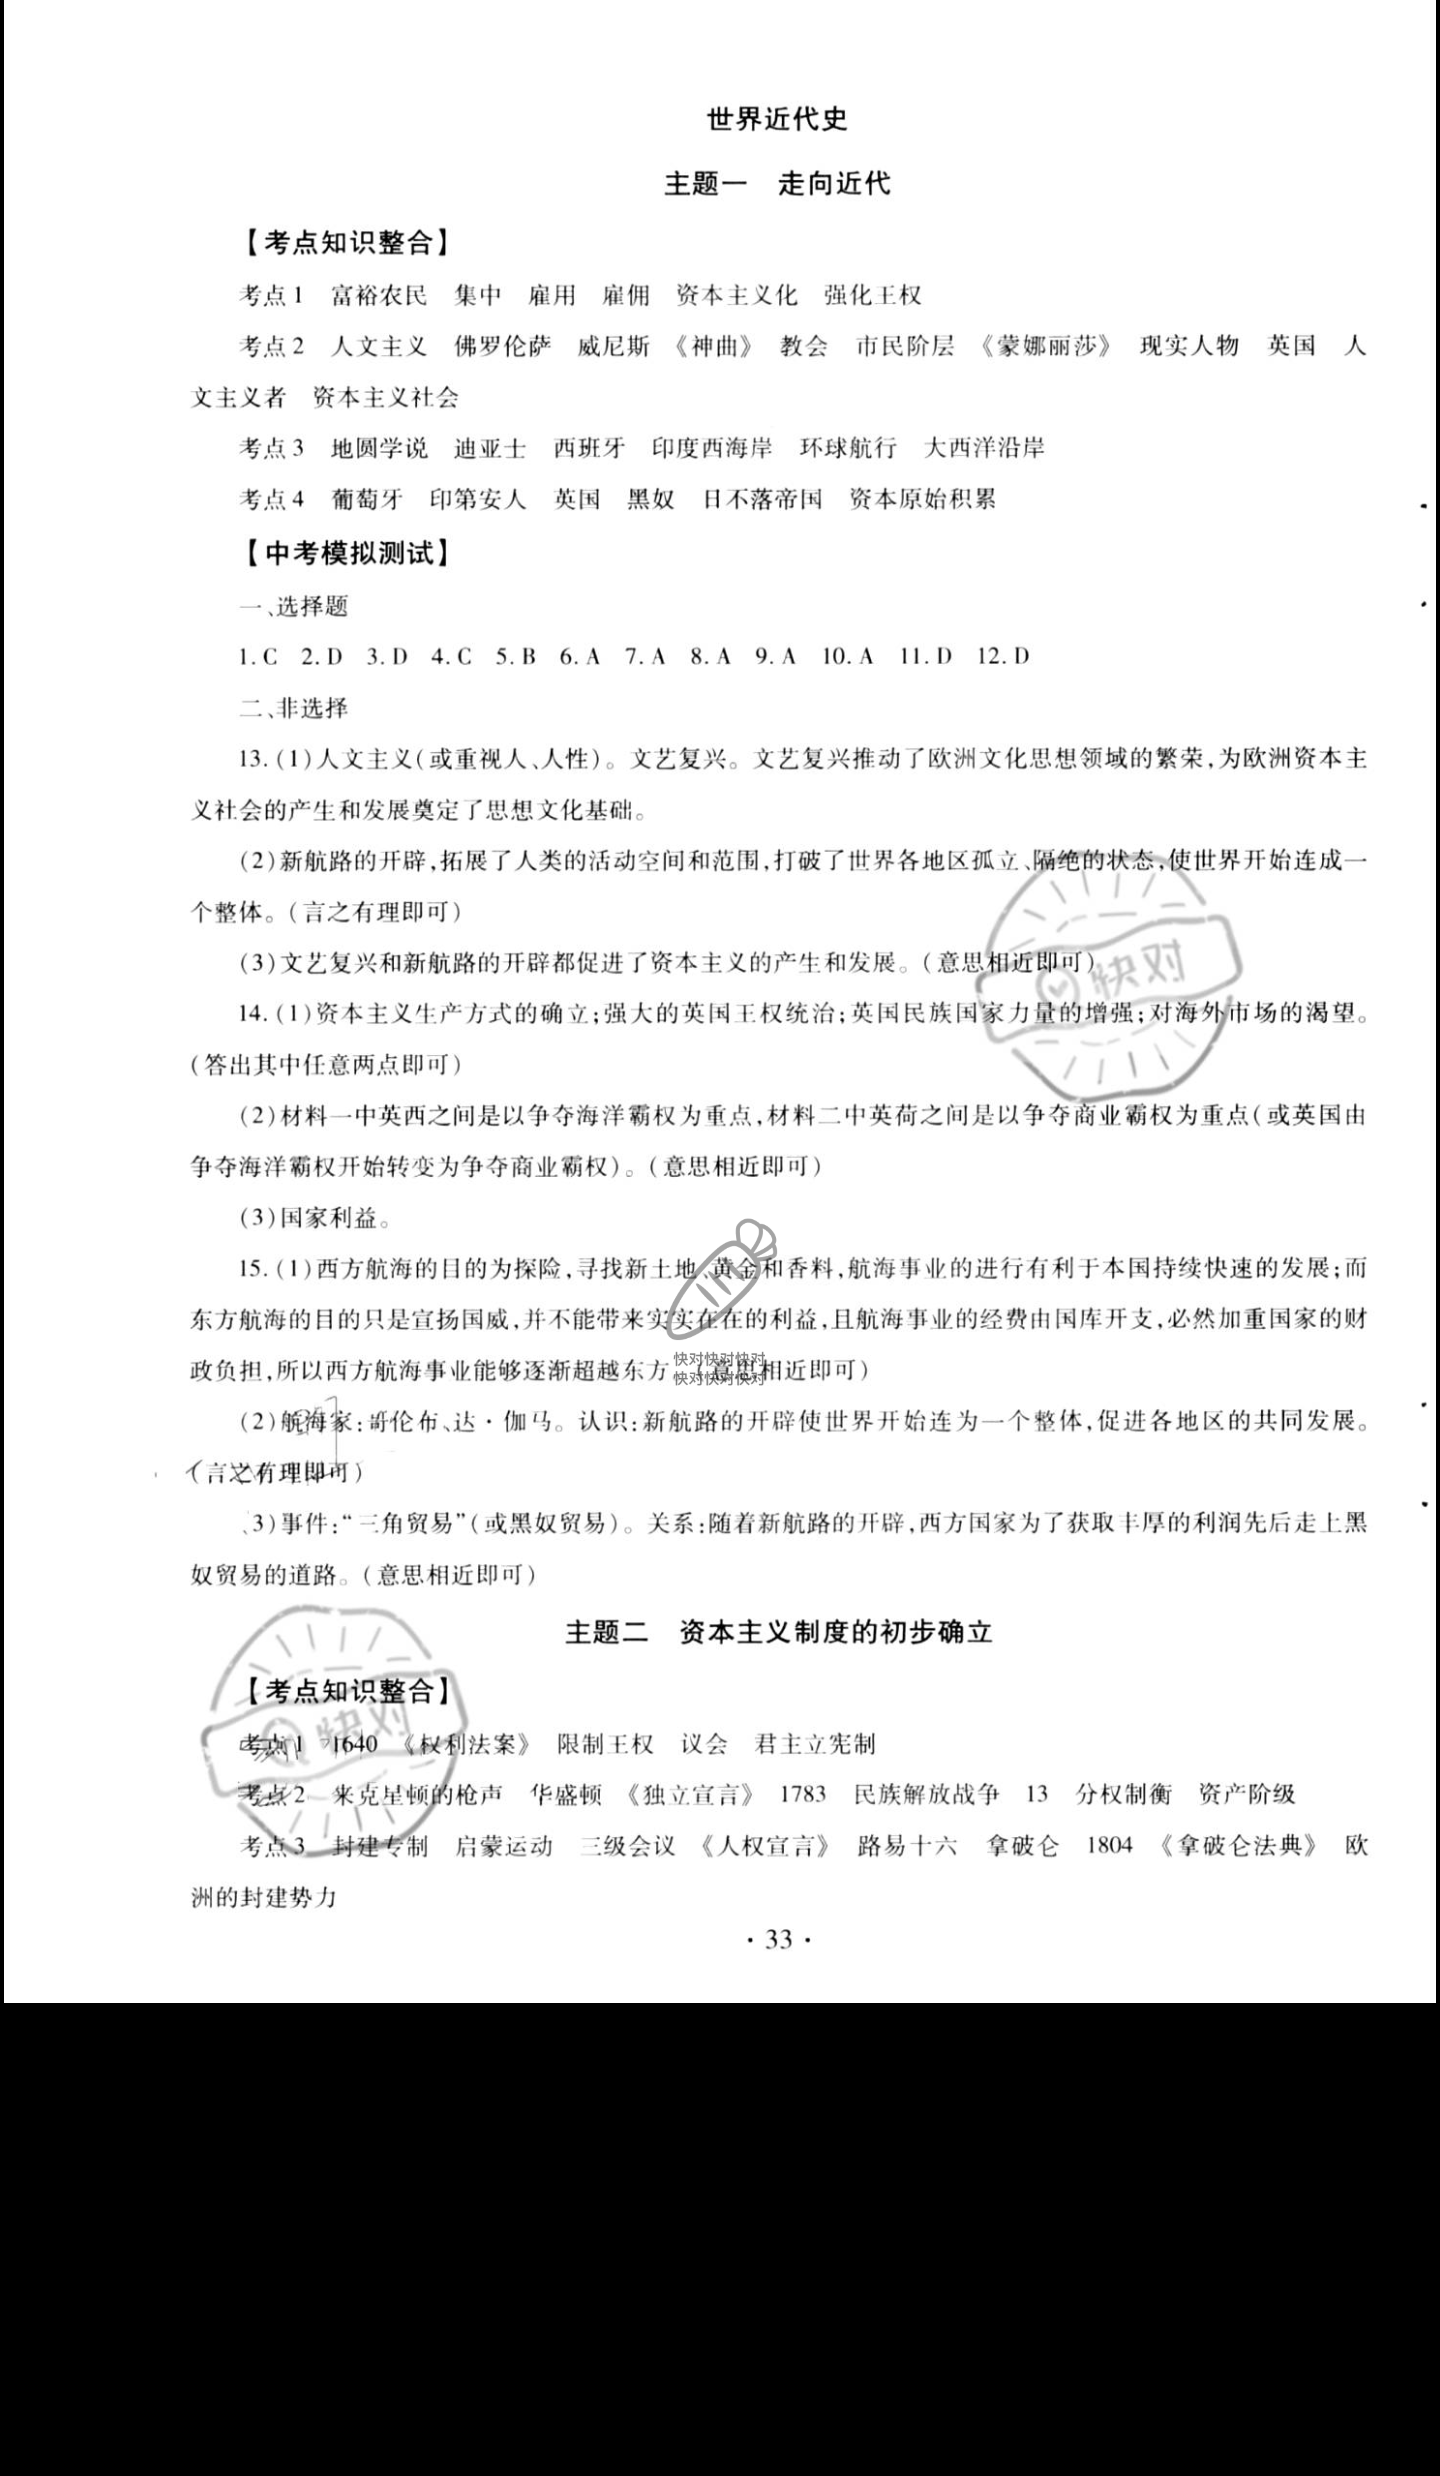 世界近代史
主题一　走向近代
【考点知识整合】
考点1　富裕农民　集中　雇用　雇佣　资本主义化　强化王权
考点2　人文主义　佛罗伦萨　威尼斯　《神曲》　教会　市民阶层　《蒙娜丽莎》　现实人物　英国　人
文主义者　资本主义社会
考点3　地圆学说　迪亚士　西班牙　印度西海岸　环球航行　大西洋沿岸
考点4　葡萄牙　印第安人　英国　黑奴　日不落帝国　资本原始积累
【中考模拟测试】
一、选择题
1. C　2. D　3. D　4. C　5. B　6. A　7. A　8. A　9. A　10. A　11. D　12. D
二、非选择
13. (1)人文主义(或重视人、人性)。文艺复兴。文艺复兴推动了欧洲文化思想领域的繁荣,为欧洲资本主
义社会的产生和发展奠定了思想文化基础。
(2)新航路的开辟,拓展了人类的活动空间和范围,打破了世界各地区孤立、隔绝的状态,使世界开始连成一
个整体。(言之有理即可)
(3)文艺复兴和新航路的开辟都促进了资本主义的产生和发展。(意思相近即可)
快对
14. (1)资本主义生产方式的确立;强大的英国王权统治;英国民族国家力量的增强;对海外市场的渴望。
(答出其中任意两点即可)
(2)材料一中英西之间是以争夺海洋霸权为重点,材料二中英荷之间是以争夺商业霸权为重点(或英国由
争夺海洋霸权开始转变为争夺商业霸权)。(意思相近即可)
(3)国家利益。
15. (1)西方航海的目的为探险,寻找新土地 黄金和香料,航海事业的进行有利于本国持续快速的发展;而
东方航海的目的只是宣扬国威,并不能带来实实在在的利益,且航海事业的经费由国库开支,必然加重国家的财
政负担,所以西方航海事业能够逐渐超越东方 (意思相近即可)
快对快对快对
快对快对快对
(2)航海家:哥伦布、达·伽马。认识:新航路的开辟使世界开始连为一个整体,促进各地区的共同发展。
(言之有理即可)
3)事件:“三角贸易”(或黑奴贸易)。关系:随着新航路的开辟,西方国家为了获取丰厚的利润先后走上黑
奴贸易的道路。(意思相近即可)
主题二　资本主义制度的初步确立
【考点知识整合】
快对
考点1　1640　《权利法案》　限制王权　议会　君主立宪制
考点2　来克星顿的枪声　华盛顿　《独立宣言》　1783　民族解放战争　13　分权制衡　资产阶级
考点3　封建专制　启蒙运动　三级会议　《人权宣言》　路易十六　拿破仑　1804　《拿破仑法典》　欧
洲的封建势力
· 33 ·